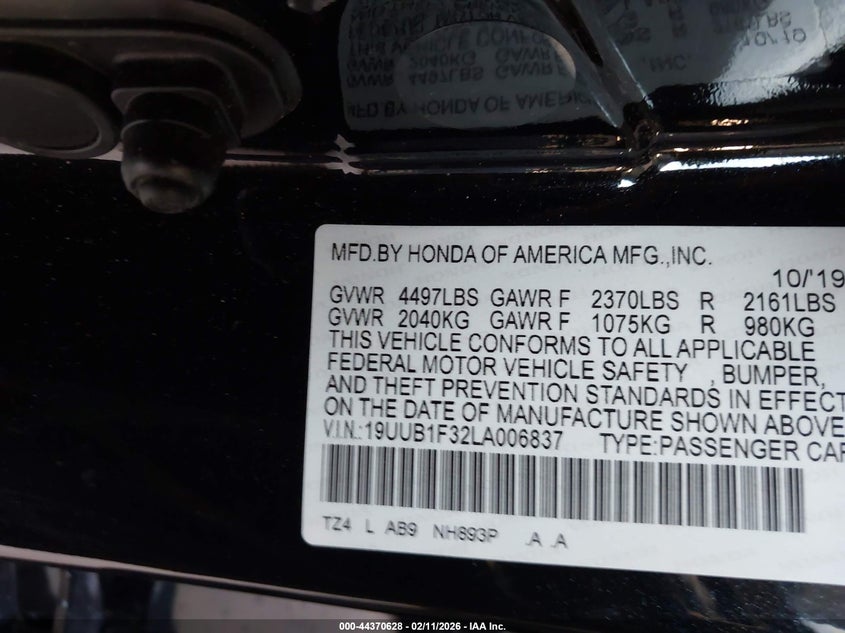 MFD.BY HONDA OF AMERICA MFG.,INC.
10/'19
GVWR 4497LBS GAWR F 2370LBS R 2161LBS
GVWR 2040KG GAWR F 1075KG R 980KG
THIS VEHICLE CONFORMS TO ALL APPLICABLE
FEDERAL MOTOR VEHICLE SAFETY , BUMPER,
AND THEFT PREVENTION STANDARDS IN EFFECT
ON THE DATE OF MANUFACTURE SHOWN ABOVE
V.I.N.:19UUB1F32LA006837 TYPE:PASSENGER CAR
TZ4 L AB9 NH893P .A .A
000-44370628 - 02/11/2026 - IAA Inc.